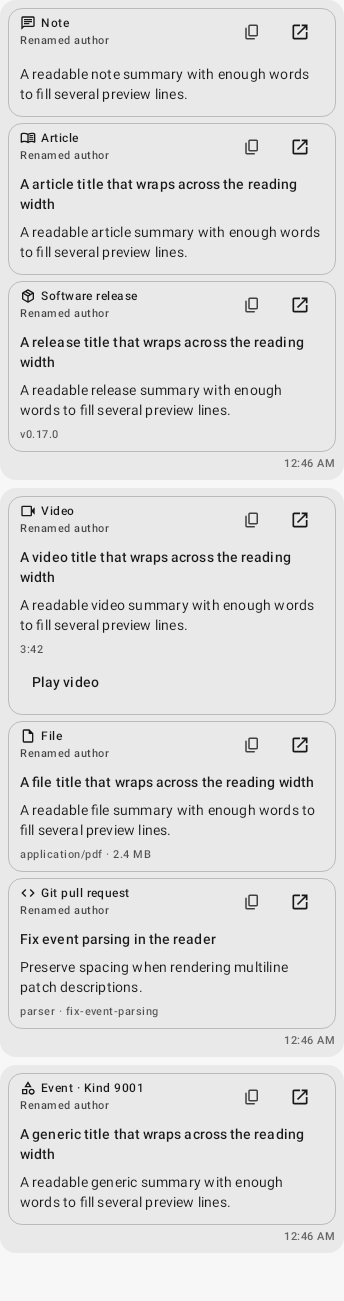 Note
Renamed author
A readable note summary with enough words
to fill several preview lines.
Article
Renamed author
A article title that wraps across the reading
width
A readable article summary with enough words
to fill several preview lines.
Software release
Renamed author
A release title that wraps across the reading
width
A readable release summary with enough
words to fill several preview lines.
v0.17.0
12:46 AM
Video
Renamed author
A video title that wraps across the reading
width
A readable video summary with enough words
to fill several preview lines.
3:42
Play video
File
Renamed author
A file title that wraps across the reading width
A readable file summary with enough words to
fill several preview lines.
application/pdf · 2.4 MB
Git pull request
Renamed author
Fix event parsing in the reader
Preserve spacing when rendering multiline
patch descriptions.
parser · fix-event-parsing
12:46 AM
Event · Kind 9001
Renamed author
A generic title that wraps across the reading
width
A readable generic summary with enough
words to fill several preview lines.
12:46 AM